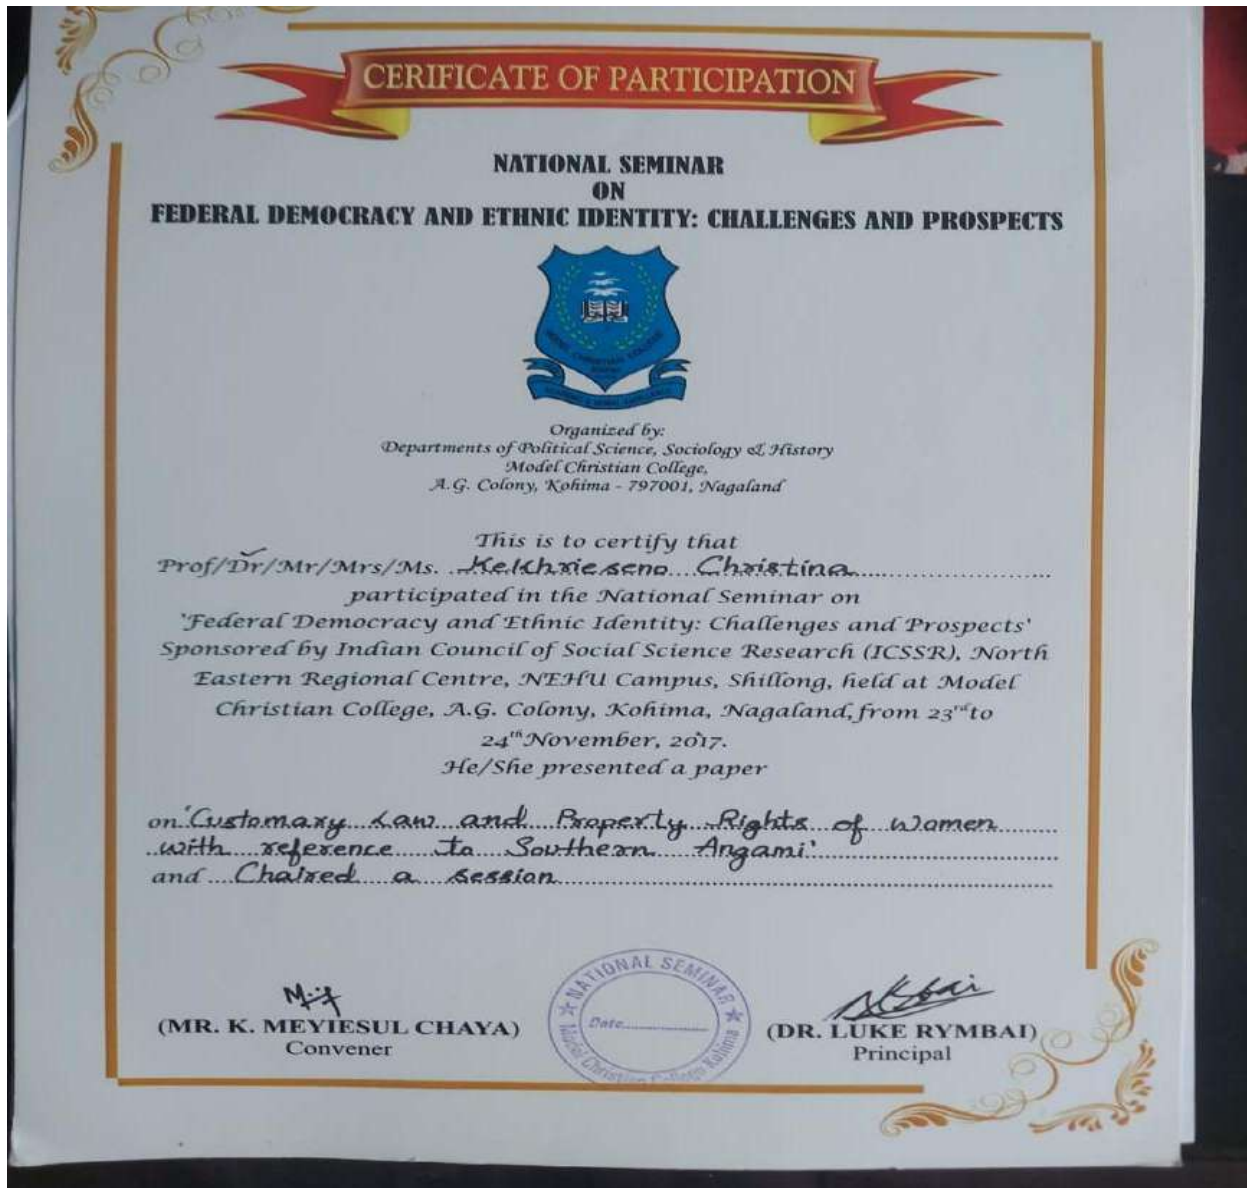 CERIFICATE OF PARTICIPATION
NATIONAL SEMINAR
ON
FEDERAL DEMOCRACY AND ETHNIC IDENTITY: CHALLENGES AND PROSPECTS
MODEL CHRISTIAN COLLEGE
Organized by:
Departments of Political Science, Sociology & History
Model Christian College,
A.G. Colony, Kohima - 797001, Nagaland
This is to certify that
Prof/Dr/Mr/Mrs/Ms. Kelkhrieseno Christina
participated in the National Seminar on
'Federal Democracy and Ethnic Identity: Challenges and Prospects'
Sponsored by Indian Council of Social Science Research (ICSSR), North
Eastern Regional Centre, NEHU Campus, Shillong, held at Model
Christian College, A.G. Colony, Kohima, Nagaland, from 23rd to
24th November, 2017.
He/She presented a paper
on 'Customary Law and Property Rights of Women
with reference to Southern Angami'
and Chaired a session
(MR. K. MEYIESUL CHAYA)
Convener
NATIONAL SEMINAR
Date
Model Christian College Kohima
(DR. LUKE RYMBAI)
Principal